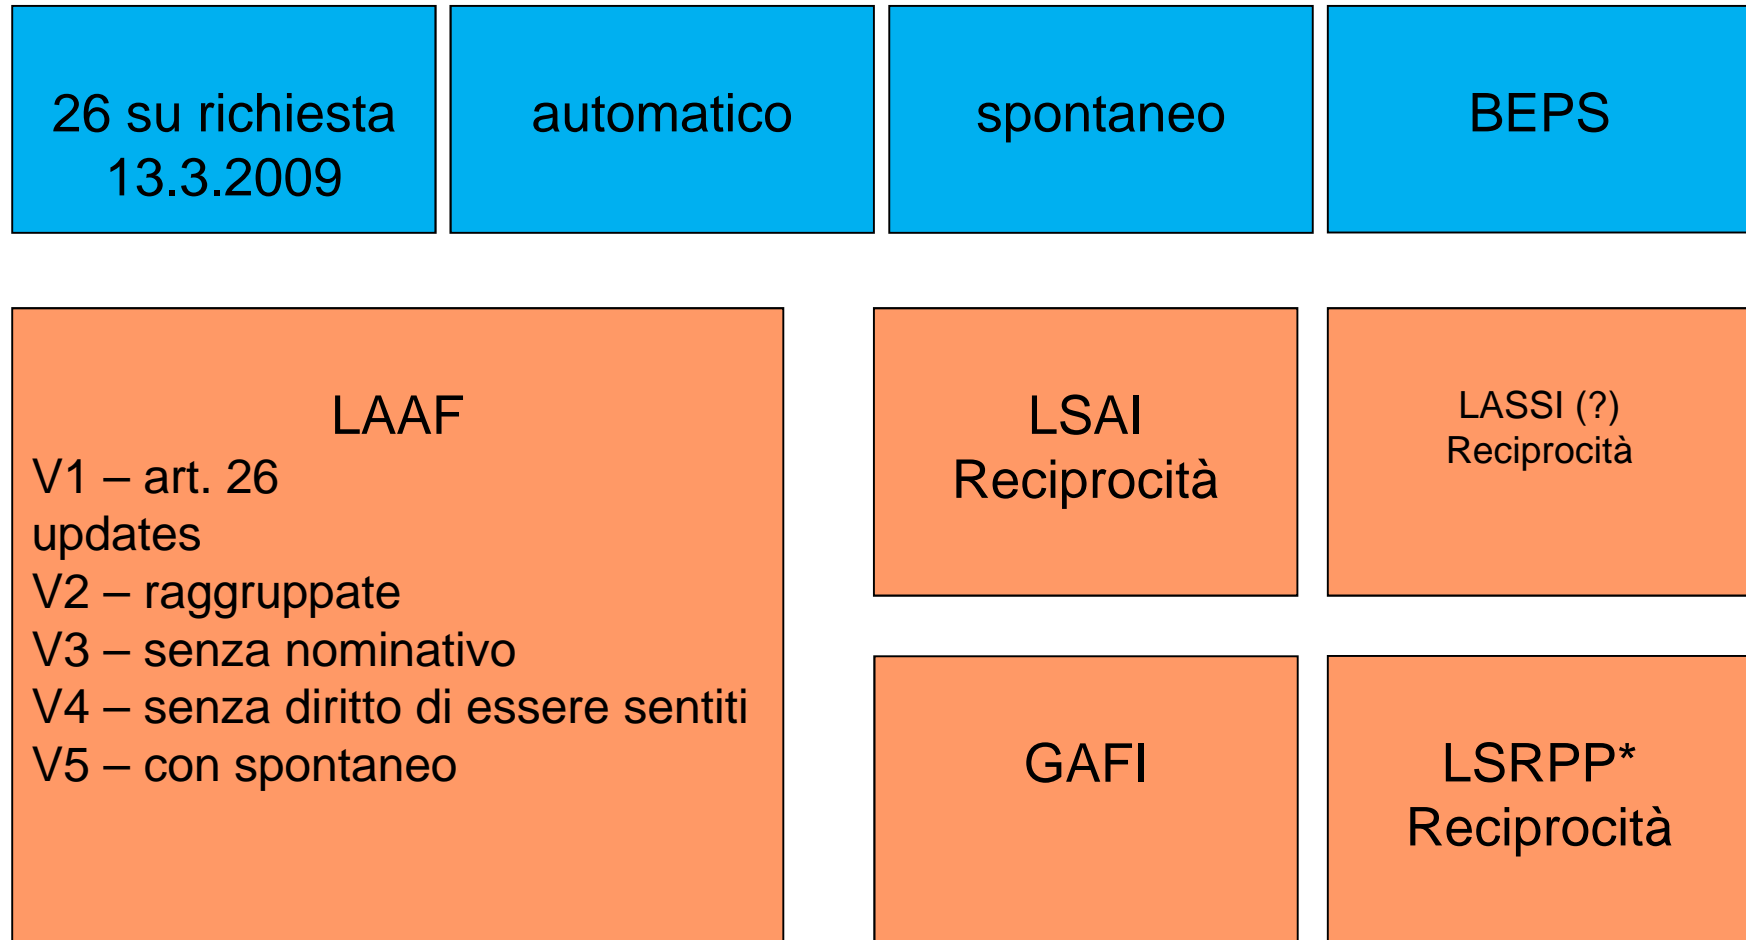 26 su richiesta
13.3.2009
automatico
spontaneo
BEPS
LAAF
V1 – art. 26
updates
V2 – raggruppate
V3 – senza nominativo
V4 – senza diritto di essere sentiti
V5 – con spontaneo
LSAI
Reciprocità
LASSI (?)
Reciprocità
GAFI
LSRPP*
Reciprocità